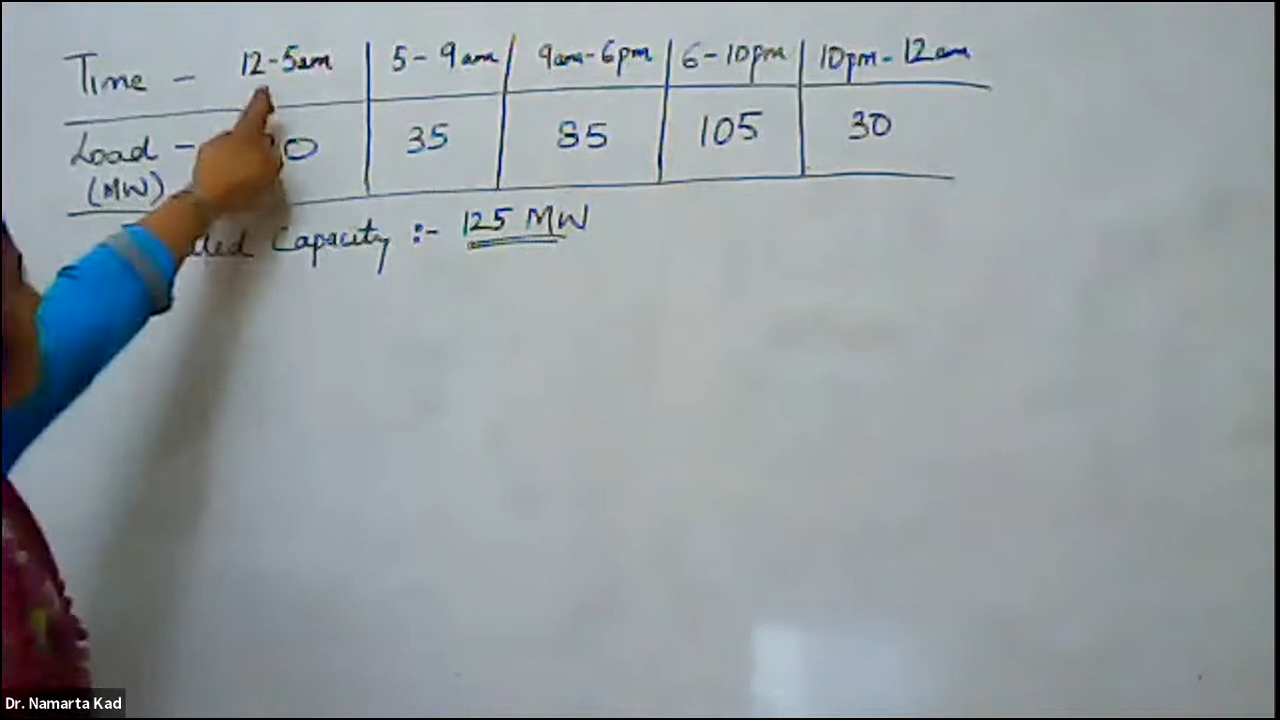 Time - 12-5am | 5-9am | 9am-6pm | 6-10pm | 10pm-12am
Load - 35 | 85 | 105 | 30
(MW)
Capacity :- 125 MW
Dr. Namarta Kad